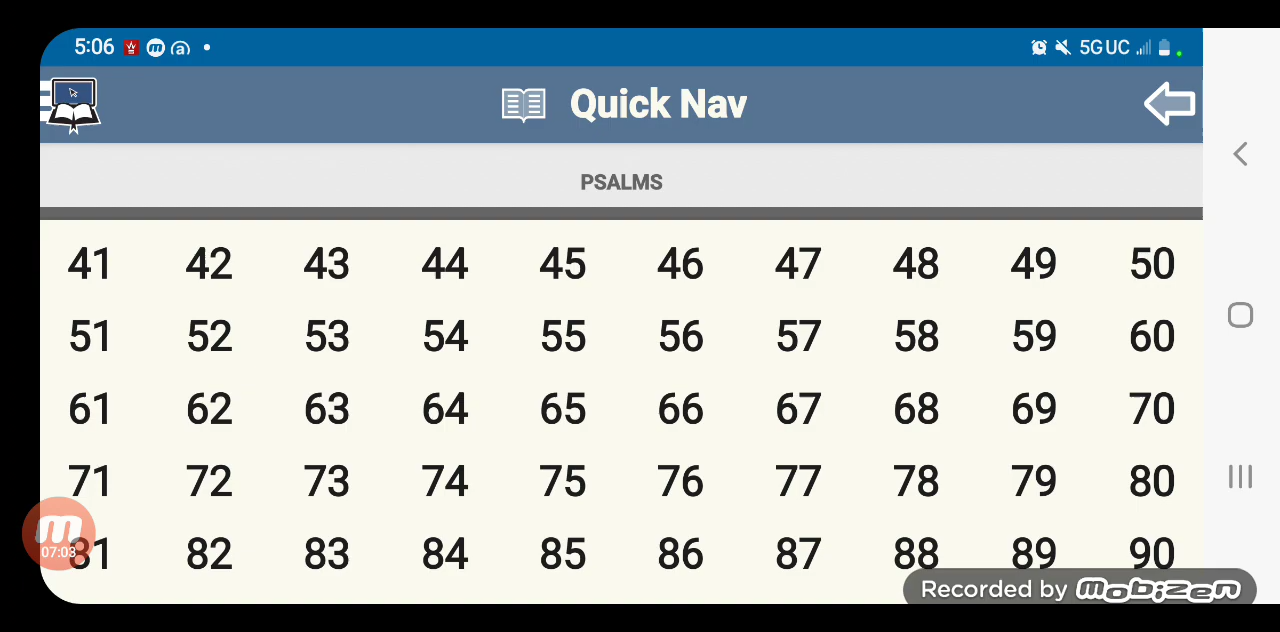 5:06 5G UC
Quick Nav
PSALMS
41 42 43 44 45 46 47 48 49 50
51 52 53 54 55 56 57 58 59 60
61 62 63 64 65 66 67 68 69 70
71 72 73 74 75 76 77 78 79 80
81 82 83 84 85 86 87 88 89 90
07:03
Recorded by mobizen